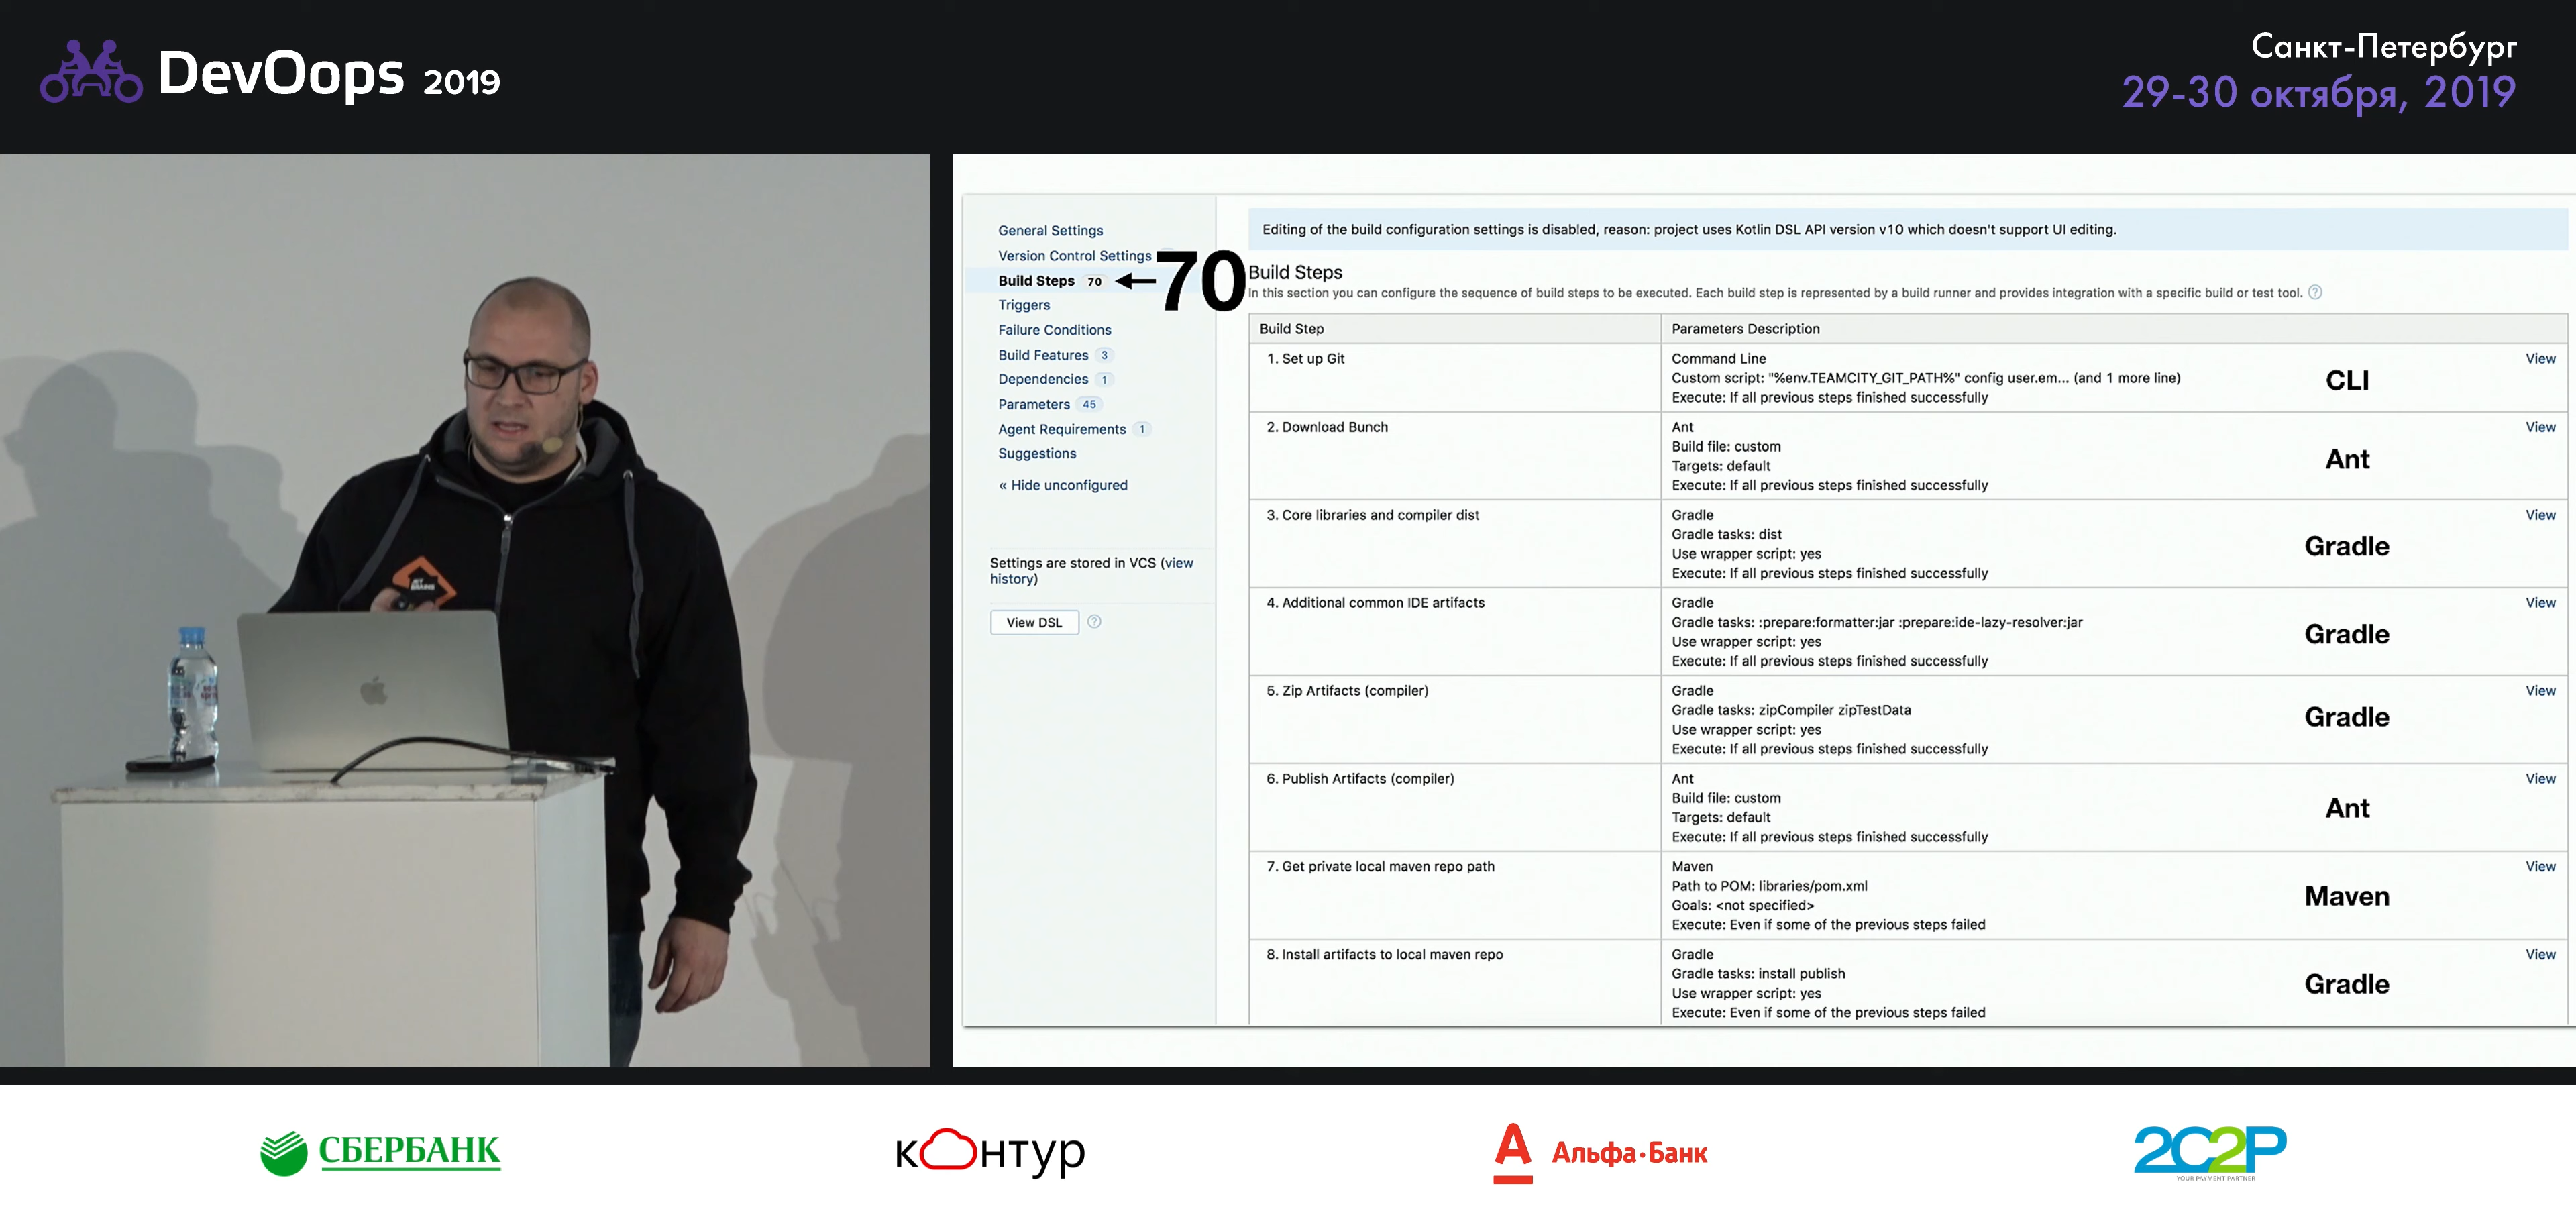 DevOops 2019
Санкт-Петербург
29-30 октября, 2019
JET
BRAINS
General Settings
Version Control Settings
Build Steps 70
←70
Triggers
Failure Conditions
Build Features 3
Dependencies 1
Parameters 45
Agent Requirements 1
Suggestions
« Hide unconfigured
Settings are stored in VCS (view
history)
View DSL ?
Editing of the build configuration settings is disabled, reason: project uses Kotlin DSL API version v10 which doesn't support UI editing.
Build Steps
In this section you can configure the sequence of build steps to be executed. Each build step is represented by a build runner and provides integration with a specific build or test tool. ?
Build Step Parameters Description
1. Set up Git
Command Line
Custom script: "%env.TEAMCITY_GIT_PATH%" config user.em... (and 1 more line)
Execute: If all previous steps finished successfully
CLI
View
2. Download Bunch
Ant
Build file: custom
Targets: default
Execute: If all previous steps finished successfully
Ant
View
3. Core libraries and compiler dist
Gradle
Gradle tasks: dist
Use wrapper script: yes
Execute: If all previous steps finished successfully
Gradle
View
4. Additional common IDE artifacts
Gradle
Gradle tasks: :prepare:formatter:jar :prepare:ide-lazy-resolver:jar
Use wrapper script: yes
Execute: If all previous steps finished successfully
Gradle
View
5. Zip Artifacts (compiler)
Gradle
Gradle tasks: zipCompiler zipTestData
Use wrapper script: yes
Execute: If all previous steps finished successfully
Gradle
View
6. Publish Artifacts (compiler)
Ant
Build file: custom
Targets: default
Execute: If all previous steps finished successfully
Ant
View
7. Get private local maven repo path
Maven
Path to POM: libraries/pom.xml
Goals: <not specified>
Execute: Even if some of the previous steps failed
Maven
View
8. Install artifacts to local maven repo
Gradle
Gradle tasks: install publish
Use wrapper script: yes
Execute: Even if some of the previous steps failed
Gradle
View
СБЕРБАНК
контур
А Альфа·Банк
2C2P
YOUR PAYMENT PARTNER